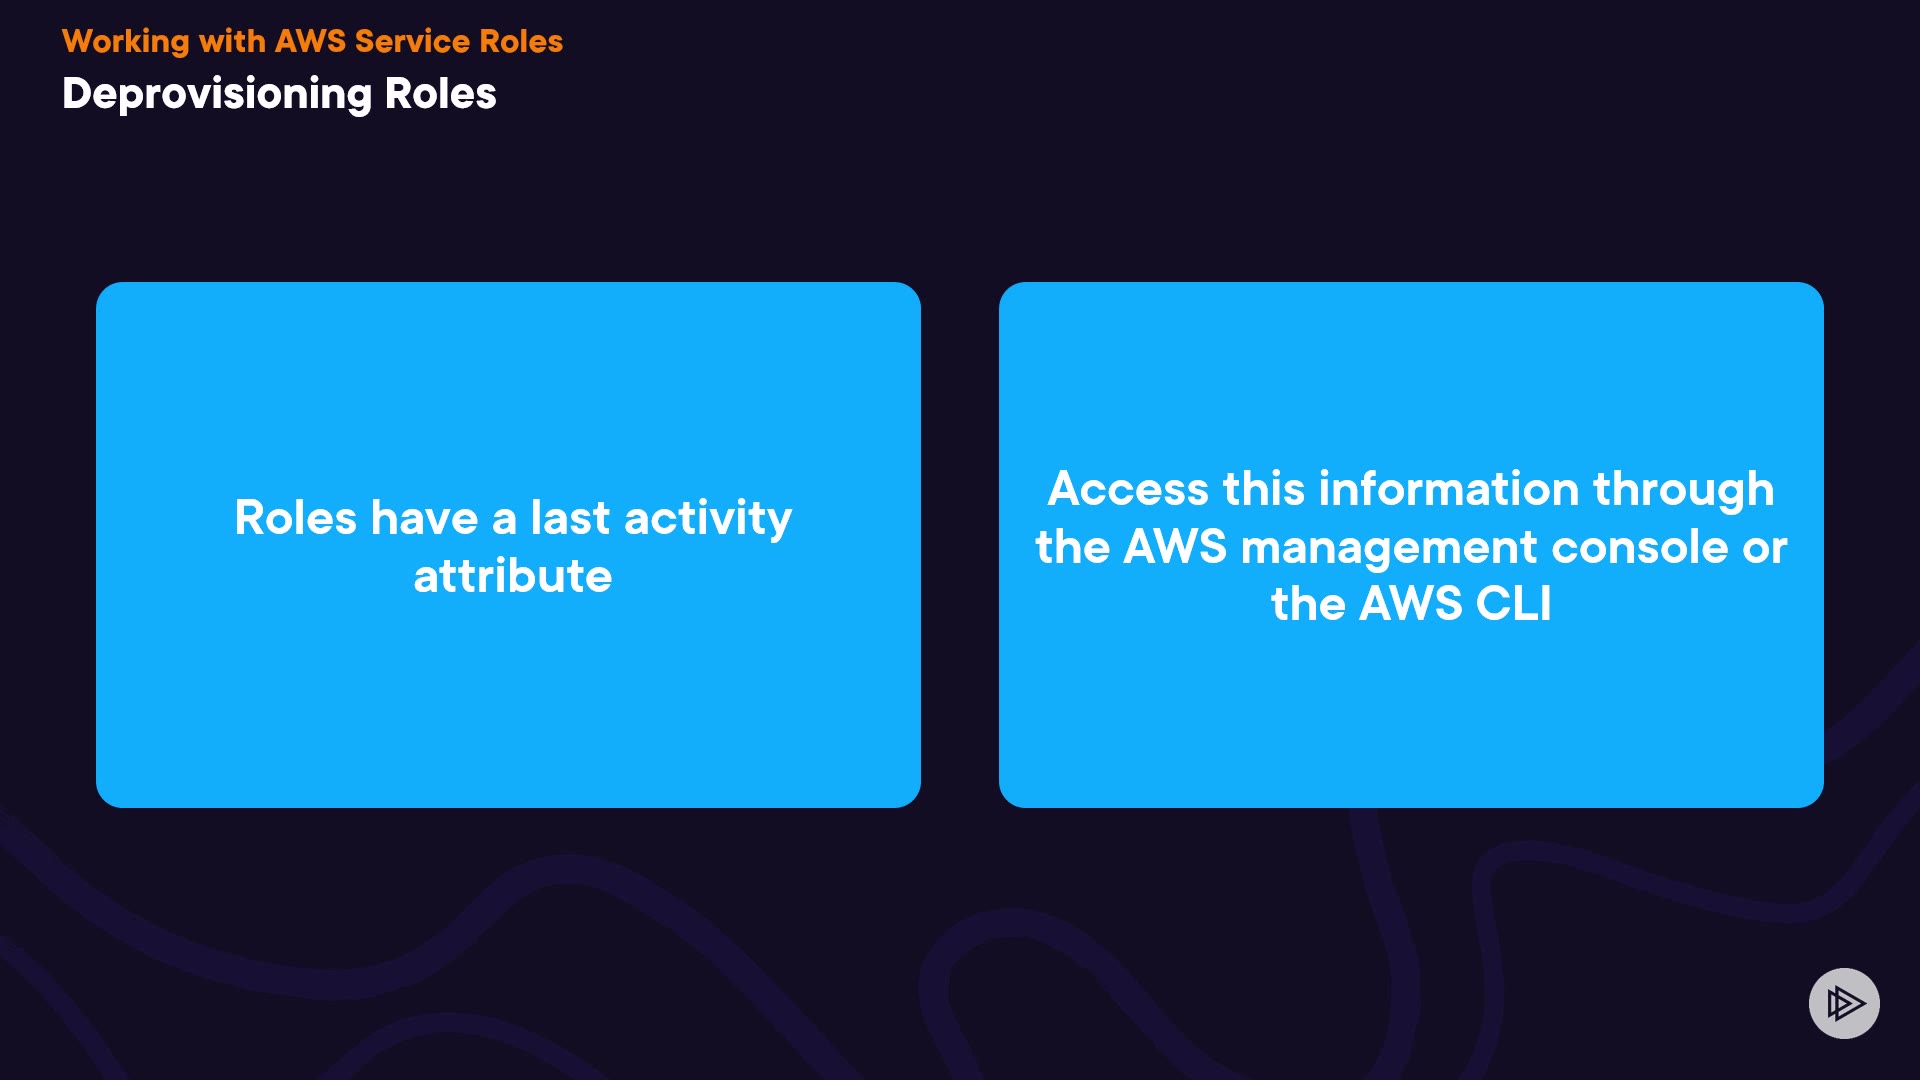 Working with AWS Service Roles
Deprovisioning Roles
Roles have a last activity
attribute
Access this information through
the AWS management console or
the AWS CLI